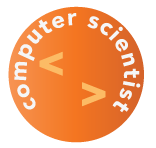 computer scientist
< >